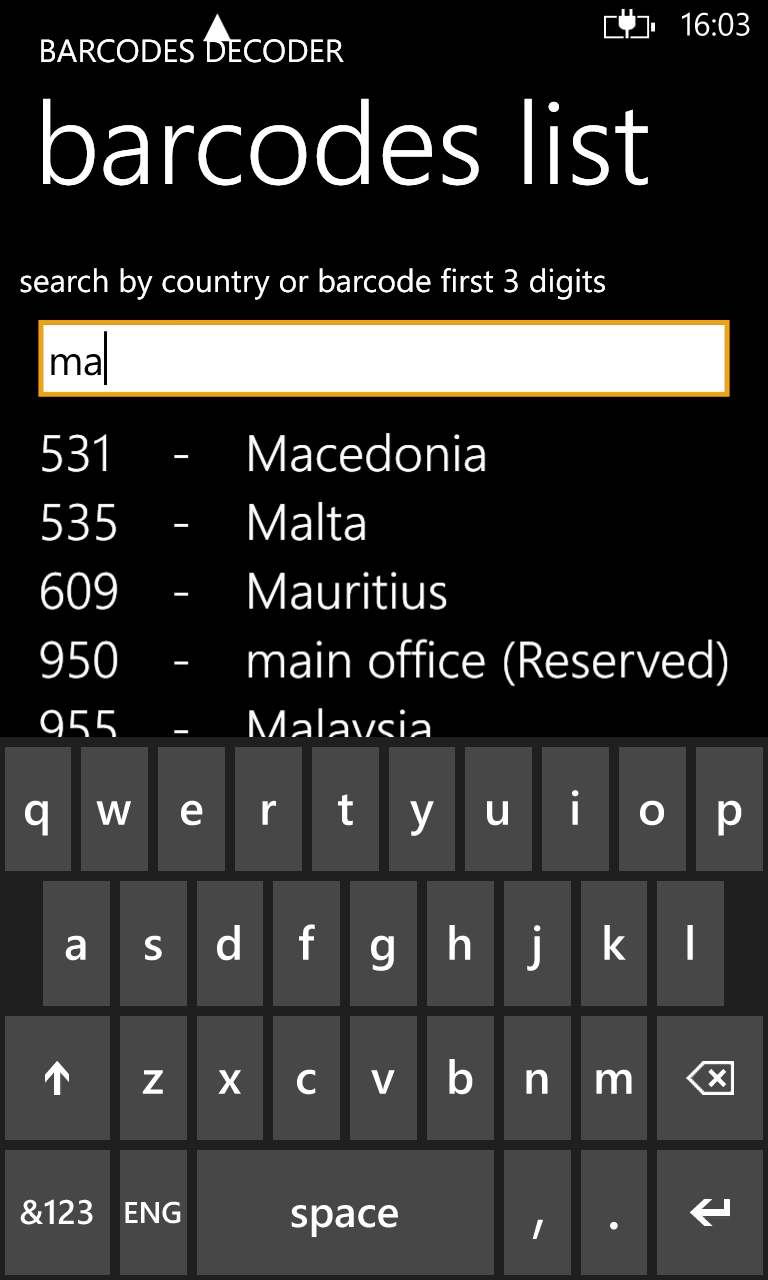 16:03
BARCODES DECODER
barcodes list
search by country or barcode first 3 digits
ma
531 - Macedonia
535 - Malta
609 - Mauritius
950 - main office (Reserved)
955 - Malaysia
q w e r t y u i o p
a s d f g h j k l
z x c v b n m
&123 ENG space , .